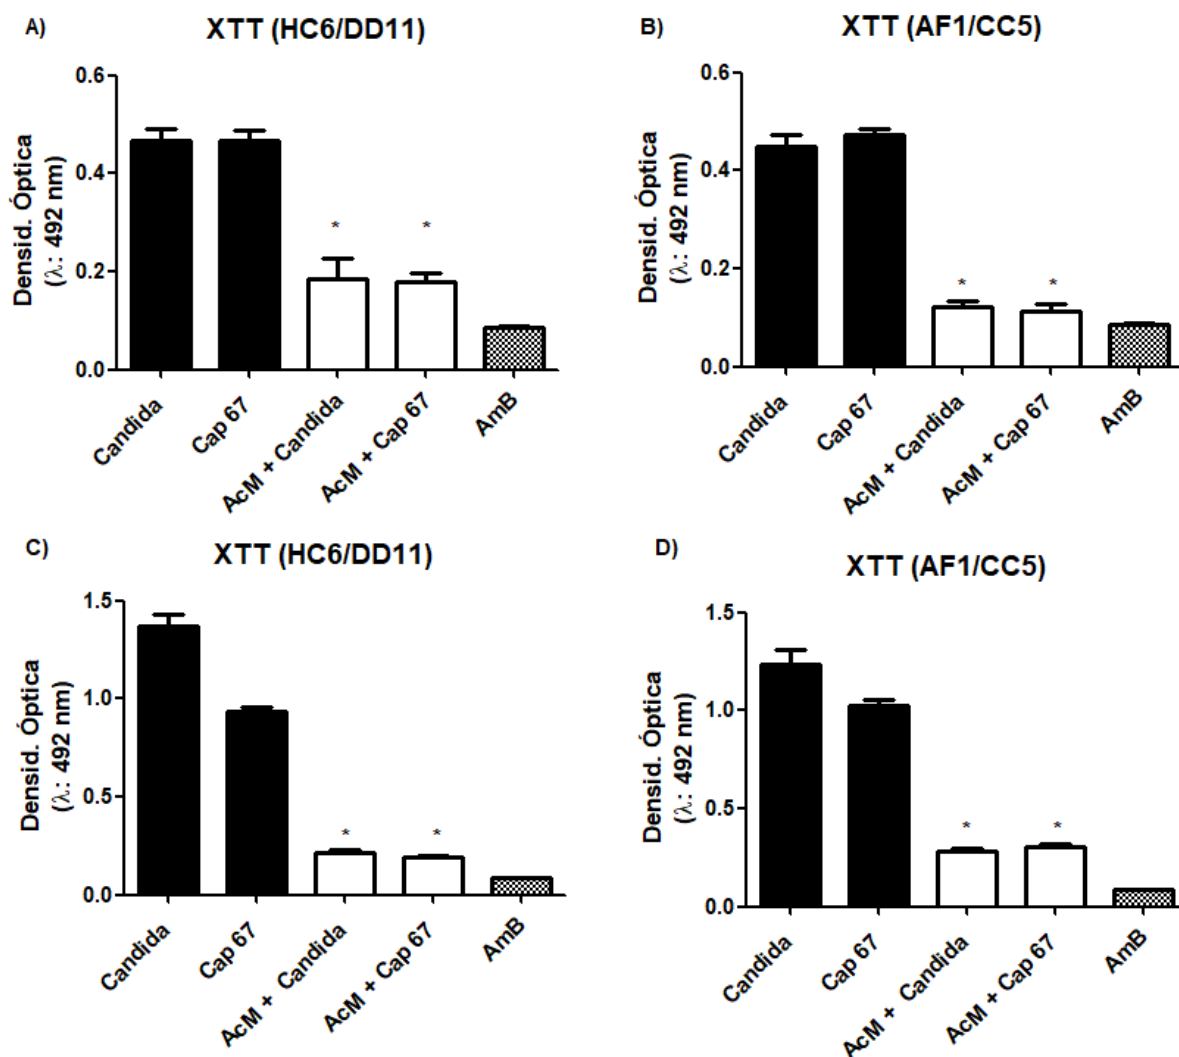 A)
XTT (HC6/DD11)
Densid. Óptica
(λ: 492 nm)
0.6
0.4
0.2
0.0
*
*
Candida
Cap 67
AcM + Candida
AcM + Cap 67
AmB
B)
XTT (AF1/CC5)
Densid. Óptica
(λ: 492 nm)
0.6
0.4
0.2
0.0
*
*
Candida
Cap 67
AcM + Candida
AcM + Cap 67
AmB
C)
XTT (HC6/DD11)
Densid. Óptica
(λ: 492 nm)
1.5
1.0
0.5
0.0
*
*
Candida
Cap 67
AcM + Candida
AcM + Cap 67
AmB
D)
XTT (AF1/CC5)
Densid. Óptica
(λ: 492 nm)
1.5
1.0
0.5
0.0
*
*
Candida
Cap 67
AcM + Candida
AcM + Cap 67
AmB